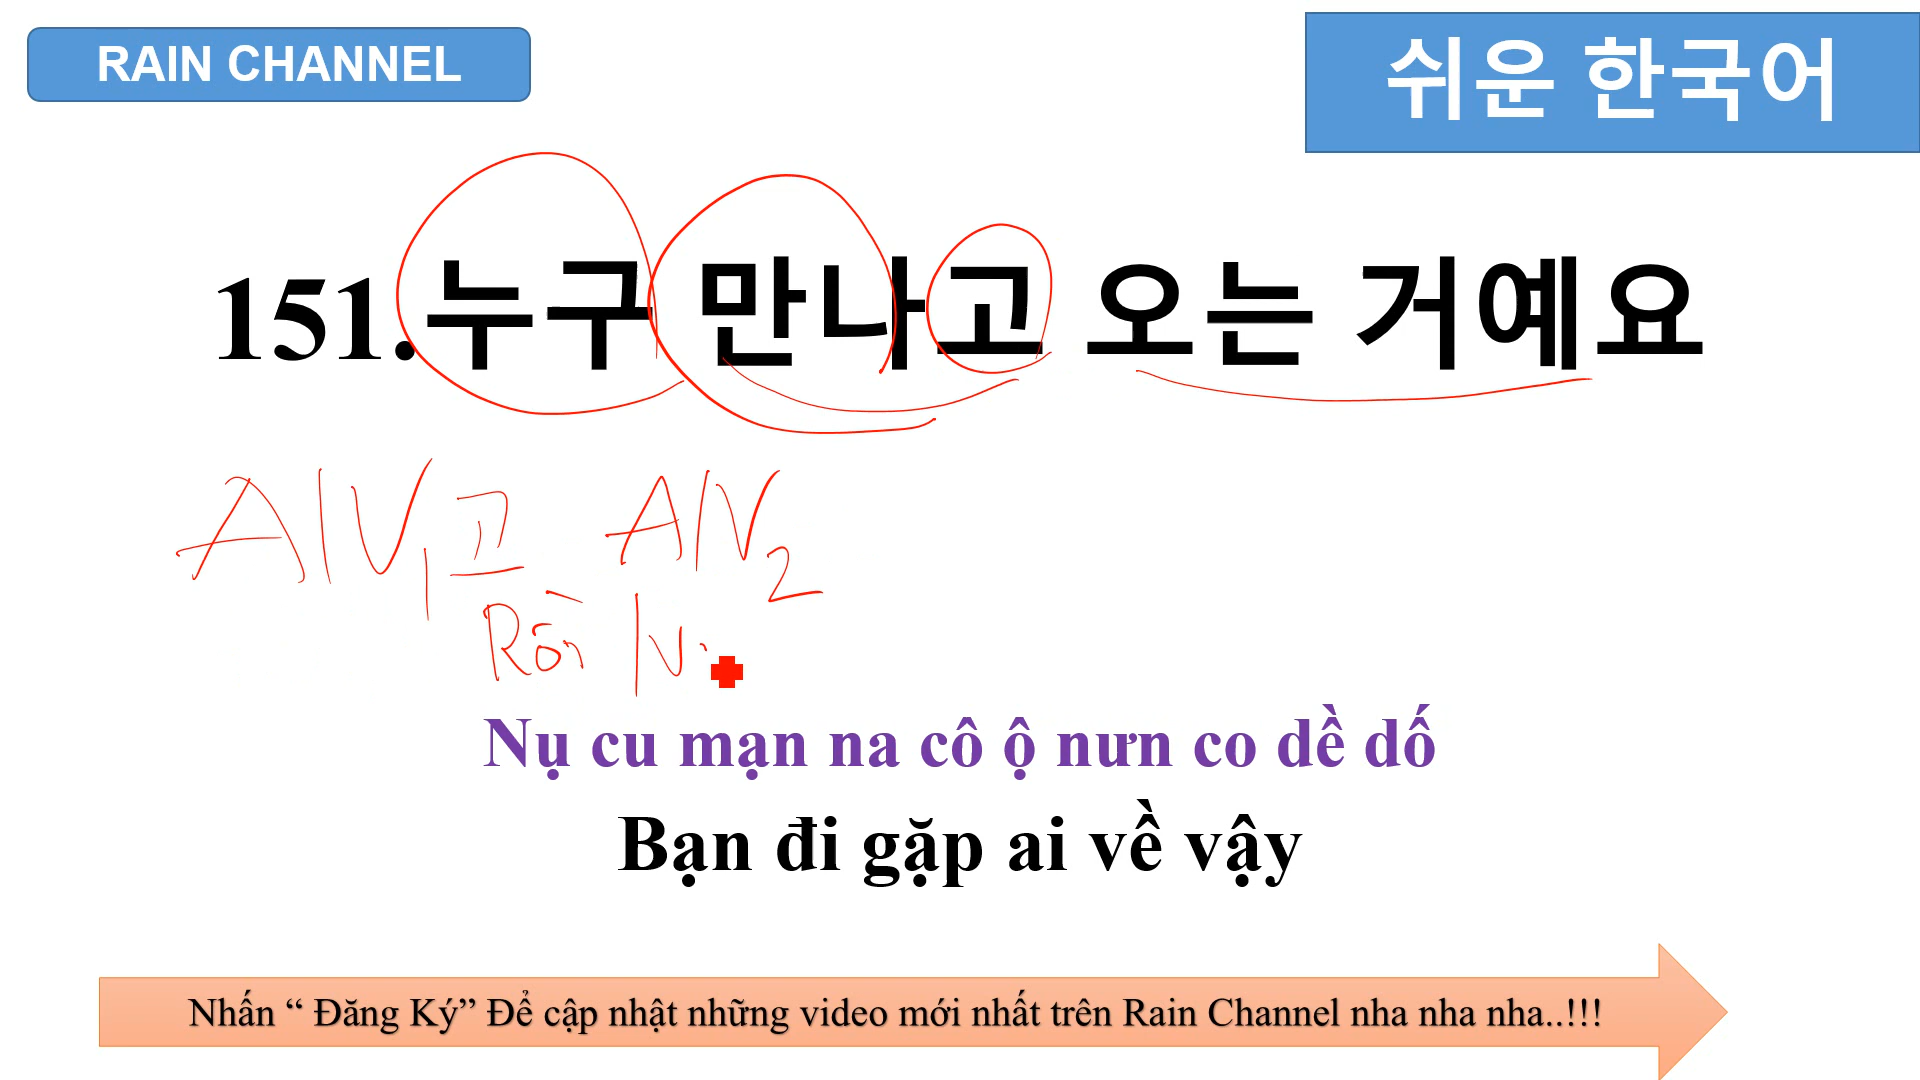 RAIN CHANNEL
쉬운 한국어
151.누구 만나고 오는 거예요
A/V1고 A/V2
Rồi
Nụ cu mạn na cô ộ nưn co dề dố
Bạn đi gặp ai về vậy
Nhấn “ Đăng Ký” Để cập nhật những video mới nhất trên Rain Channel nha nha nha..!!!